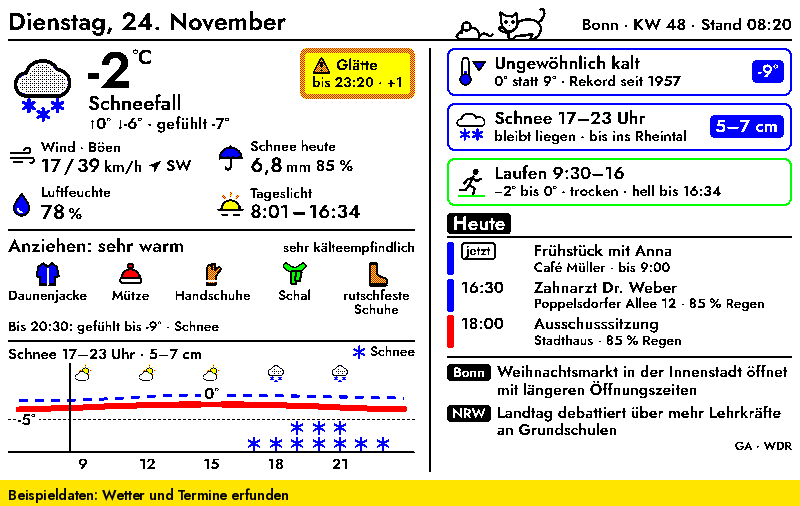 Dienstag, 24. November
Bonn · KW 48 · Stand 08:20
-2°C
Schneefall
↑0° ↓-6° · gefühlt -7°
Glätte
bis 23:20 · +1
Wind · Böen
17 / 39 km/h SW
Schnee heute
6,8 mm 85 %
Luftfeuchte
78 %
Tageslicht
8:01 – 16:34
Anziehen: sehr warm
sehr kälteempfindlich
Daunenjacke
Mütze
Handschuhe
Schal
rutschfeste
Schuhe
Bis 20:30: gefühlt bis -9° · Schnee
Schnee 17–23 Uhr · 5–7 cm
Schnee
0°
-5°
9 12 15 18 21
Ungewöhnlich kalt
0° statt 9° · Rekord seit 1957
-9°
Schnee 17–23 Uhr
bleibt liegen · bis ins Rheintal
5–7 cm
Laufen 9:30–16
−2° bis 0° · trocken · hell bis 16:34
Heute
jetzt Frühstück mit Anna
Café Müller · bis 9:00
16:30 Zahnarzt Dr. Weber
Poppelsdorfer Allee 12 · 85 % Regen
18:00 Ausschusssitzung
Stadthaus · 85 % Regen
Bonn Weihnachtsmarkt in der Innenstadt öffnet
mit längeren Öffnungszeiten
NRW Landtag debattiert über mehr Lehrkräfte
an Grundschulen
GA · WDR
Beispieldaten: Wetter und Termine erfunden